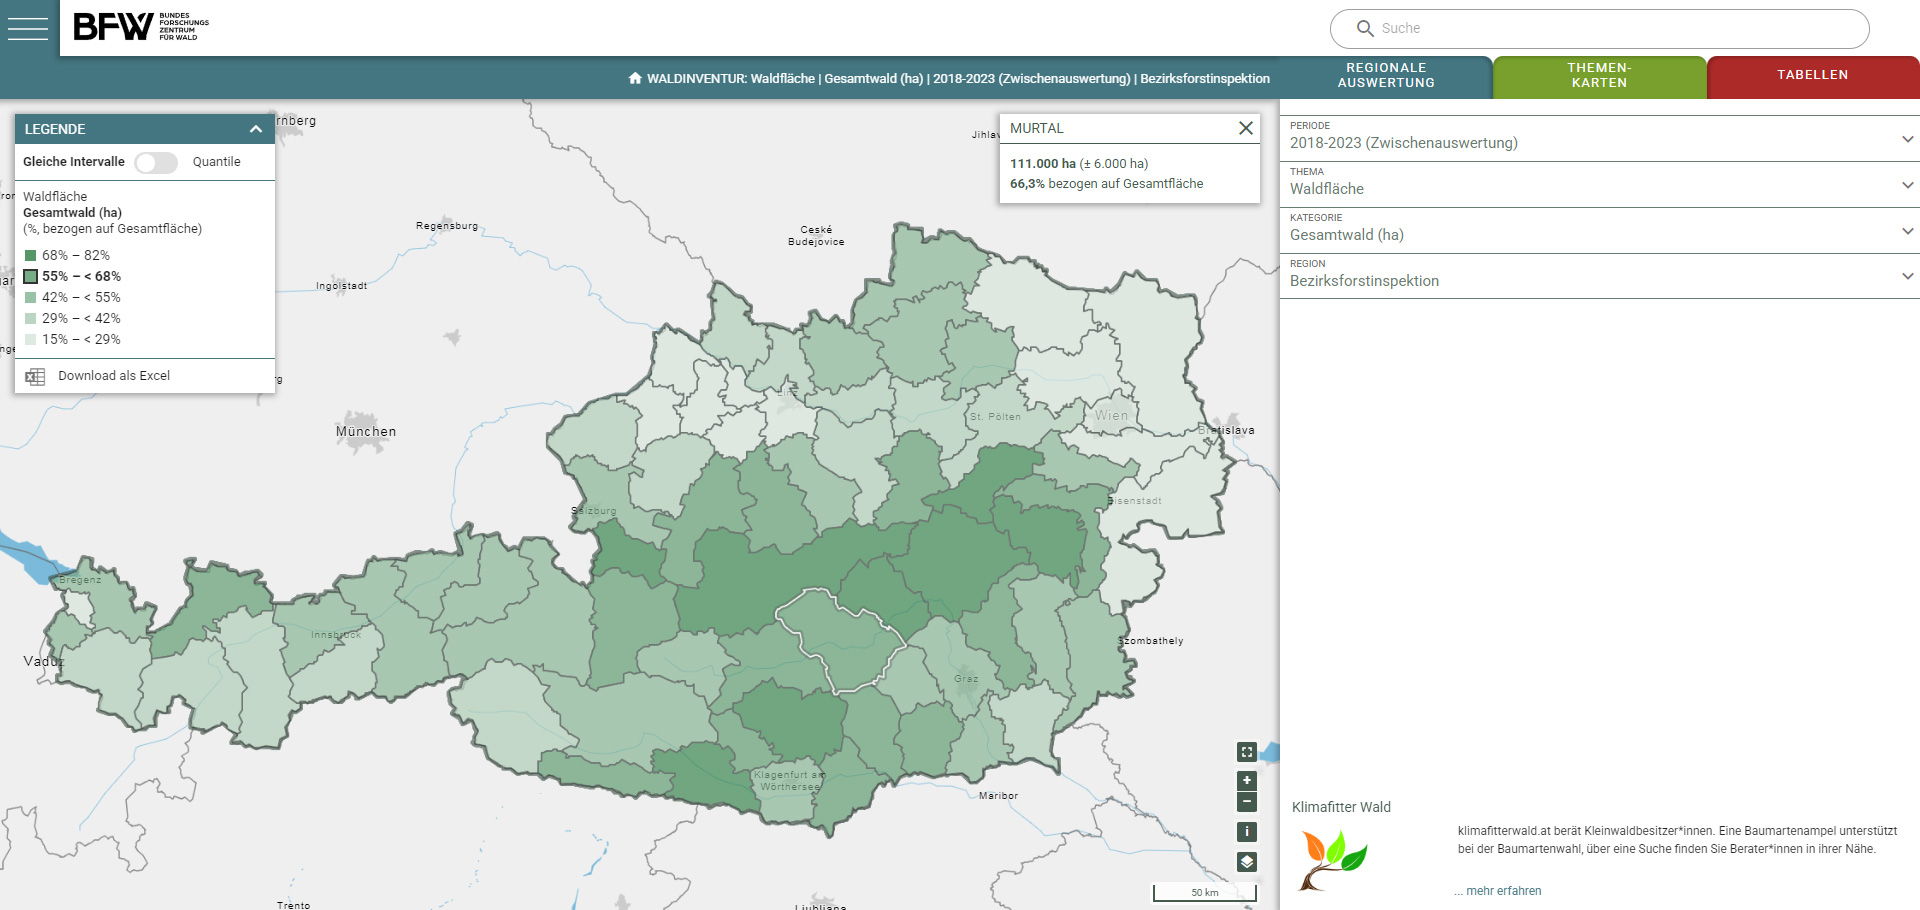 BFW
BUNDES
FORSCHUNGS
ZENTRUM
FÜR WALD
Suche
WALDINVENTUR: Waldfläche | Gesamtwald (ha) | 2018-2023 (Zwischenauswertung) | Bezirksforstinspektion
REGIONALE
AUSWERTUNG
THEMEN-
KARTEN
TABELLEN
LEGENDE
Gleiche Intervalle
Quantile
Waldfläche
Gesamtwald (ha)
(%, bezogen auf Gesamtfläche)
68% – 82%
55% – < 68%
42% – < 55%
29% – < 42%
15% – < 29%
Download als Excel
MURTAL
111.000 ha (± 6.000 ha)
66,3% bezogen auf Gesamtfläche
PERIODE
2018-2023 (Zwischenauswertung)
THEMA
Waldfläche
KATEGORIE
Gesamtwald (ha)
REGION
Bezirksforstinspektion
Regensburg
Ceské
Budejovice
Ingolstadt
München
Linz
St. Pölten
Wien
Bratislava
Salzburg
Eisenstadt
Bregenz
Innsbruck
Vaduz
Szombathely
Graz
Klagenfurt am
Wörthersee
Maribor
Trento
Ljubljana
50 km
Klimafitter Wald
klimafitterwald.at berät Kleinwaldbesitzer*innen. Eine Baumartenampel unterstützt
bei der Baumartenwahl, über eine Suche finden Sie Berater*innen in ihrer Nähe.
... mehr erfahren